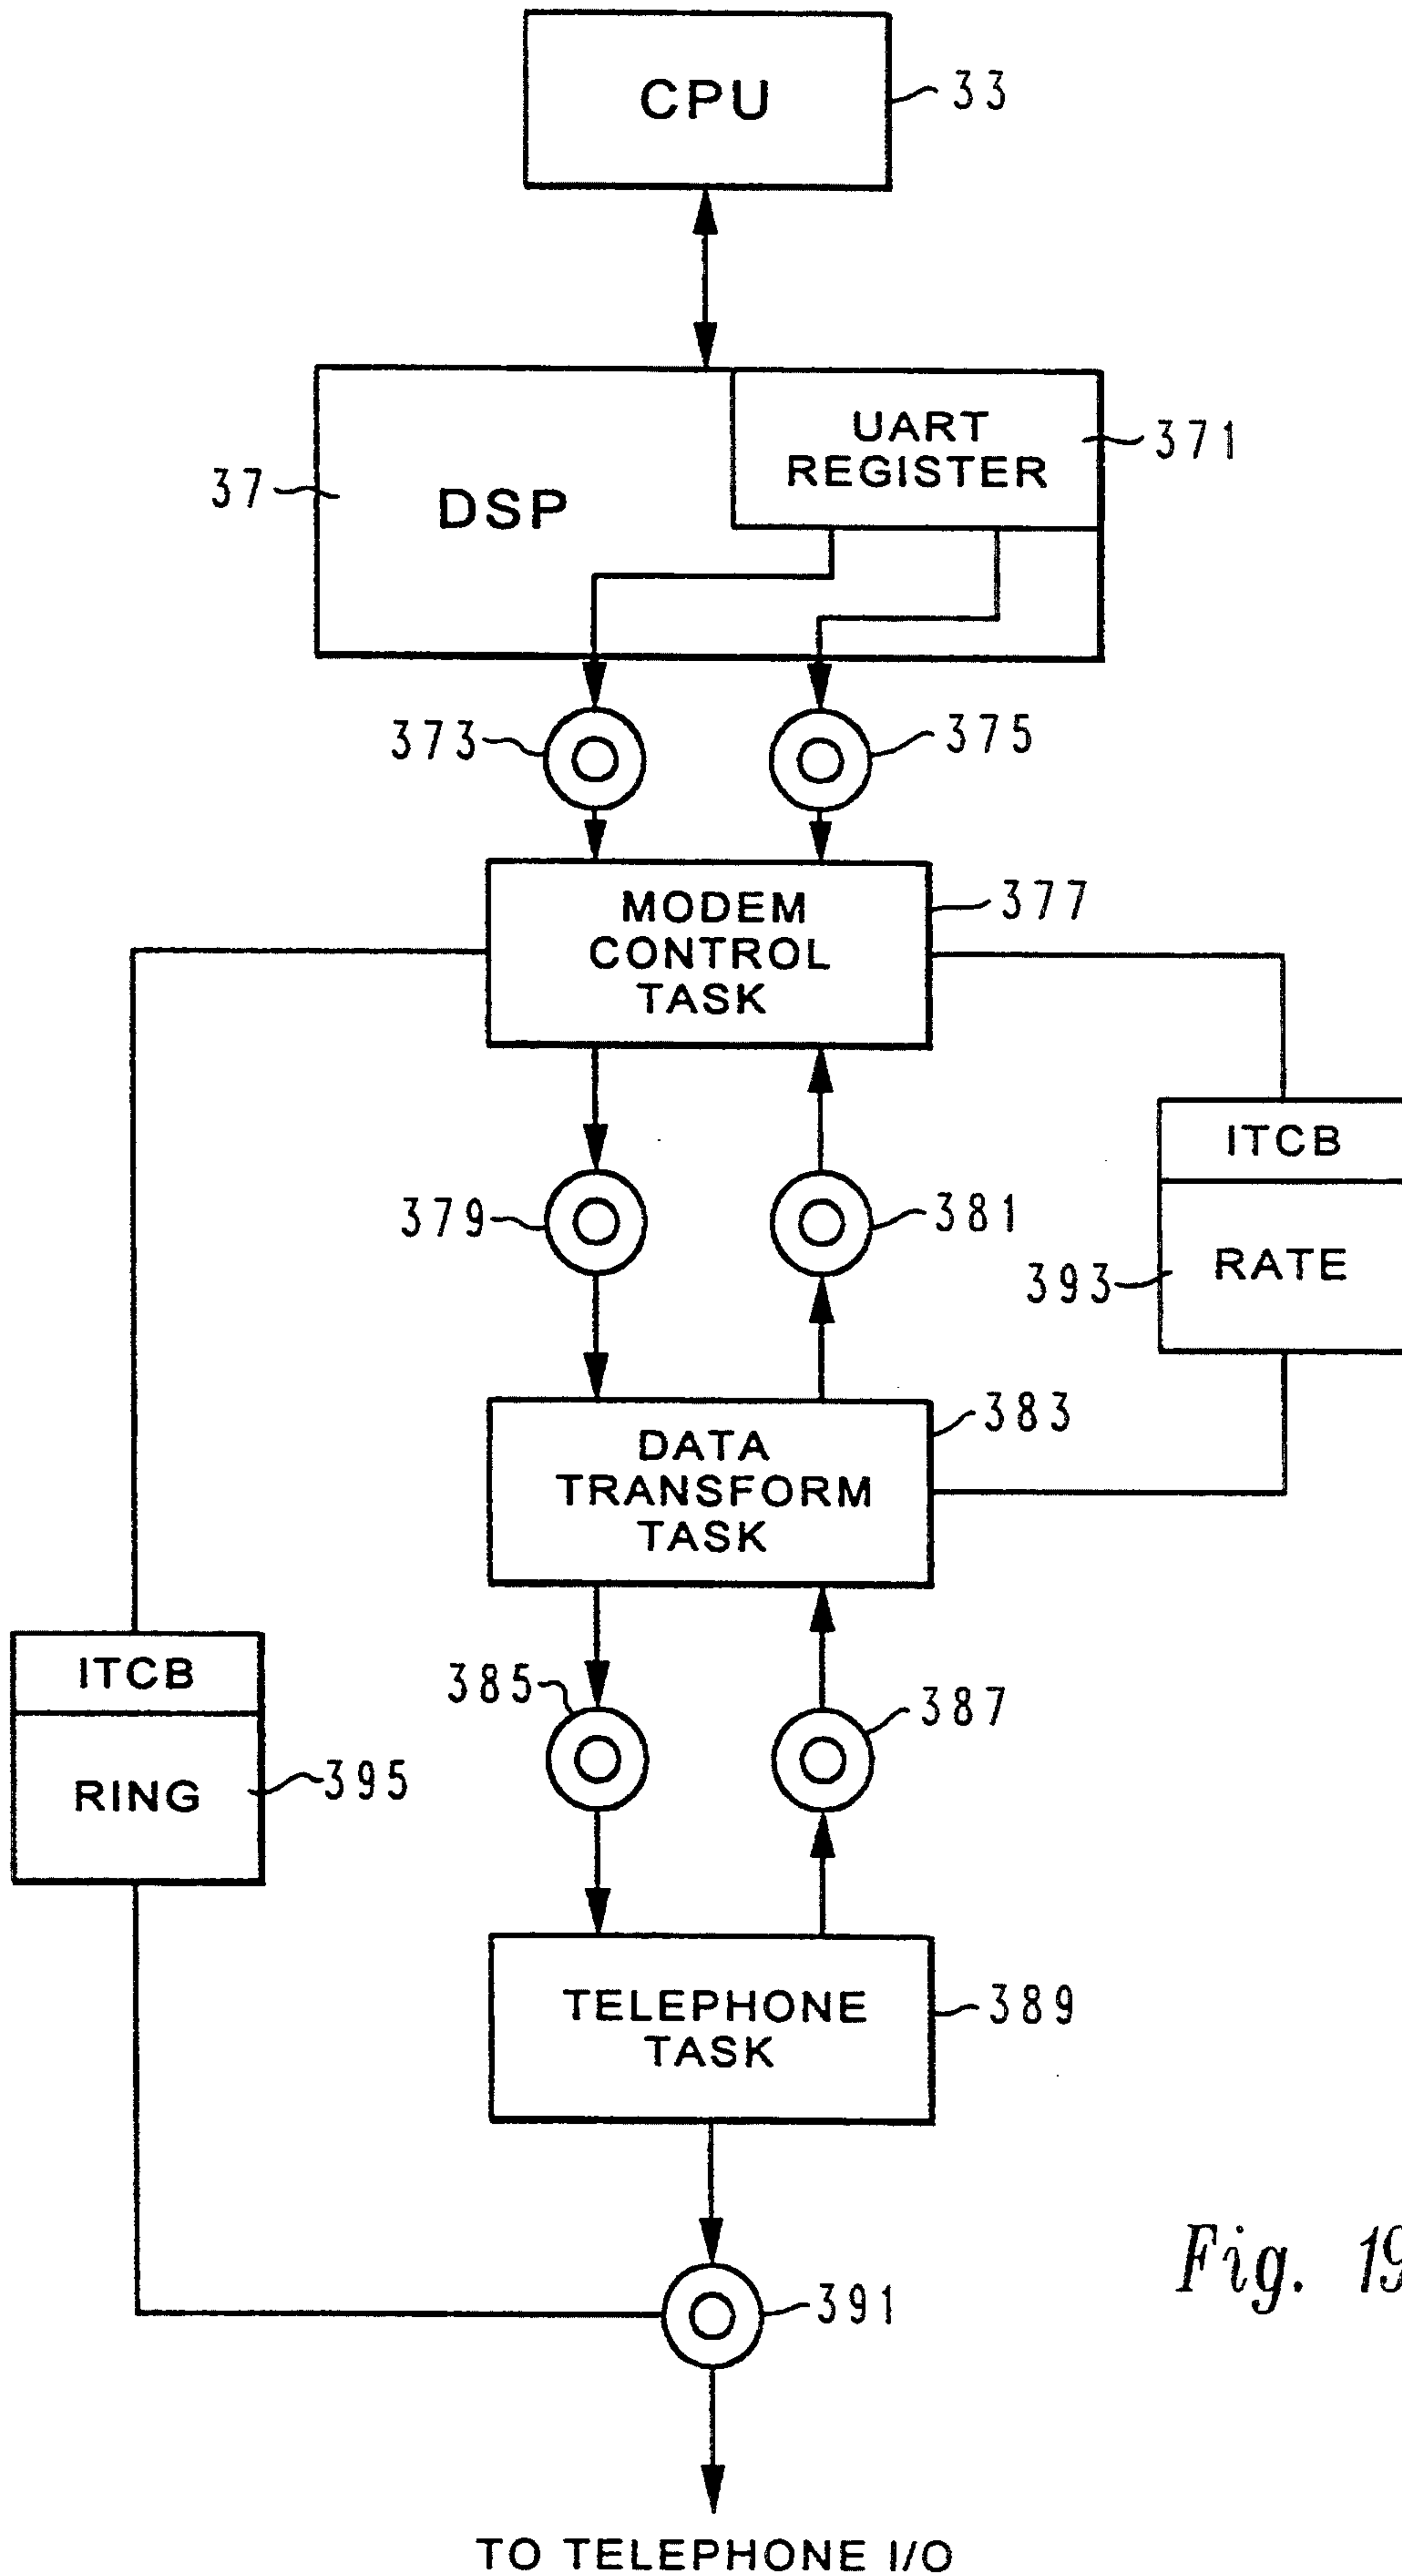 CPU
33
UART
REGISTER
371
37
DSP
373
375
MODEM
CONTROL
TASK
377
ITCB
RATE
393
379
381
DATA
TRANSFORM
TASK
383
ITCB
RING
395
385
387
TELEPHONE
TASK
389
391
Fig. 19
TO TELEPHONE I/O